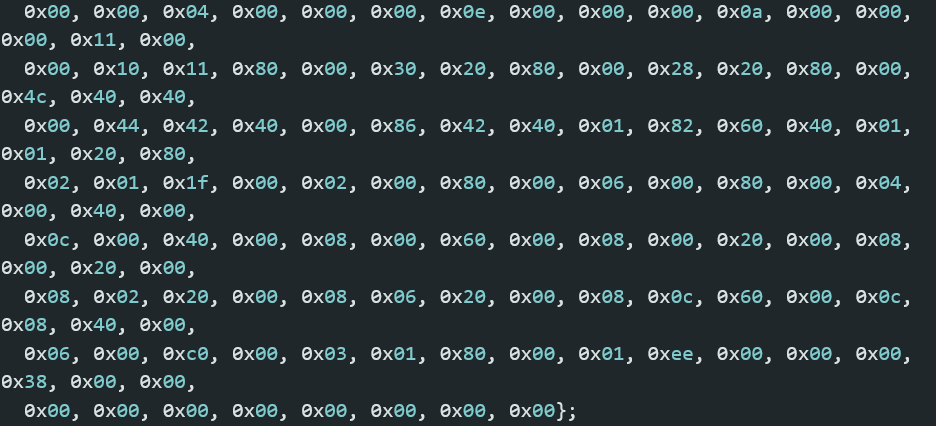 0x00, 0x00, 0x04, 0x00, 0x00, 0x00, 0x0e, 0x00, 0x00, 0x00, 0x0a, 0x00, 0x00,
0x00, 0x11, 0x00,
0x00, 0x10, 0x11, 0x80, 0x00, 0x30, 0x20, 0x80, 0x00, 0x28, 0x20, 0x80, 0x00,
0x4c, 0x40, 0x40,
0x00, 0x44, 0x42, 0x40, 0x00, 0x86, 0x42, 0x40, 0x01, 0x82, 0x60, 0x40, 0x01,
0x01, 0x20, 0x80,
0x02, 0x01, 0x1f, 0x00, 0x02, 0x00, 0x80, 0x00, 0x06, 0x00, 0x80, 0x00, 0x04,
0x00, 0x40, 0x00,
0x0c, 0x00, 0x40, 0x00, 0x08, 0x00, 0x60, 0x00, 0x08, 0x00, 0x20, 0x00, 0x08,
0x00, 0x20, 0x00,
0x08, 0x02, 0x20, 0x00, 0x08, 0x06, 0x20, 0x00, 0x08, 0x0c, 0x60, 0x00, 0x0c,
0x08, 0x40, 0x00,
0x06, 0x00, 0xc0, 0x00, 0x03, 0x01, 0x80, 0x00, 0x01, 0xee, 0x00, 0x00, 0x00,
0x38, 0x00, 0x00,
0x00, 0x00, 0x00, 0x00, 0x00, 0x00, 0x00, 0x00};